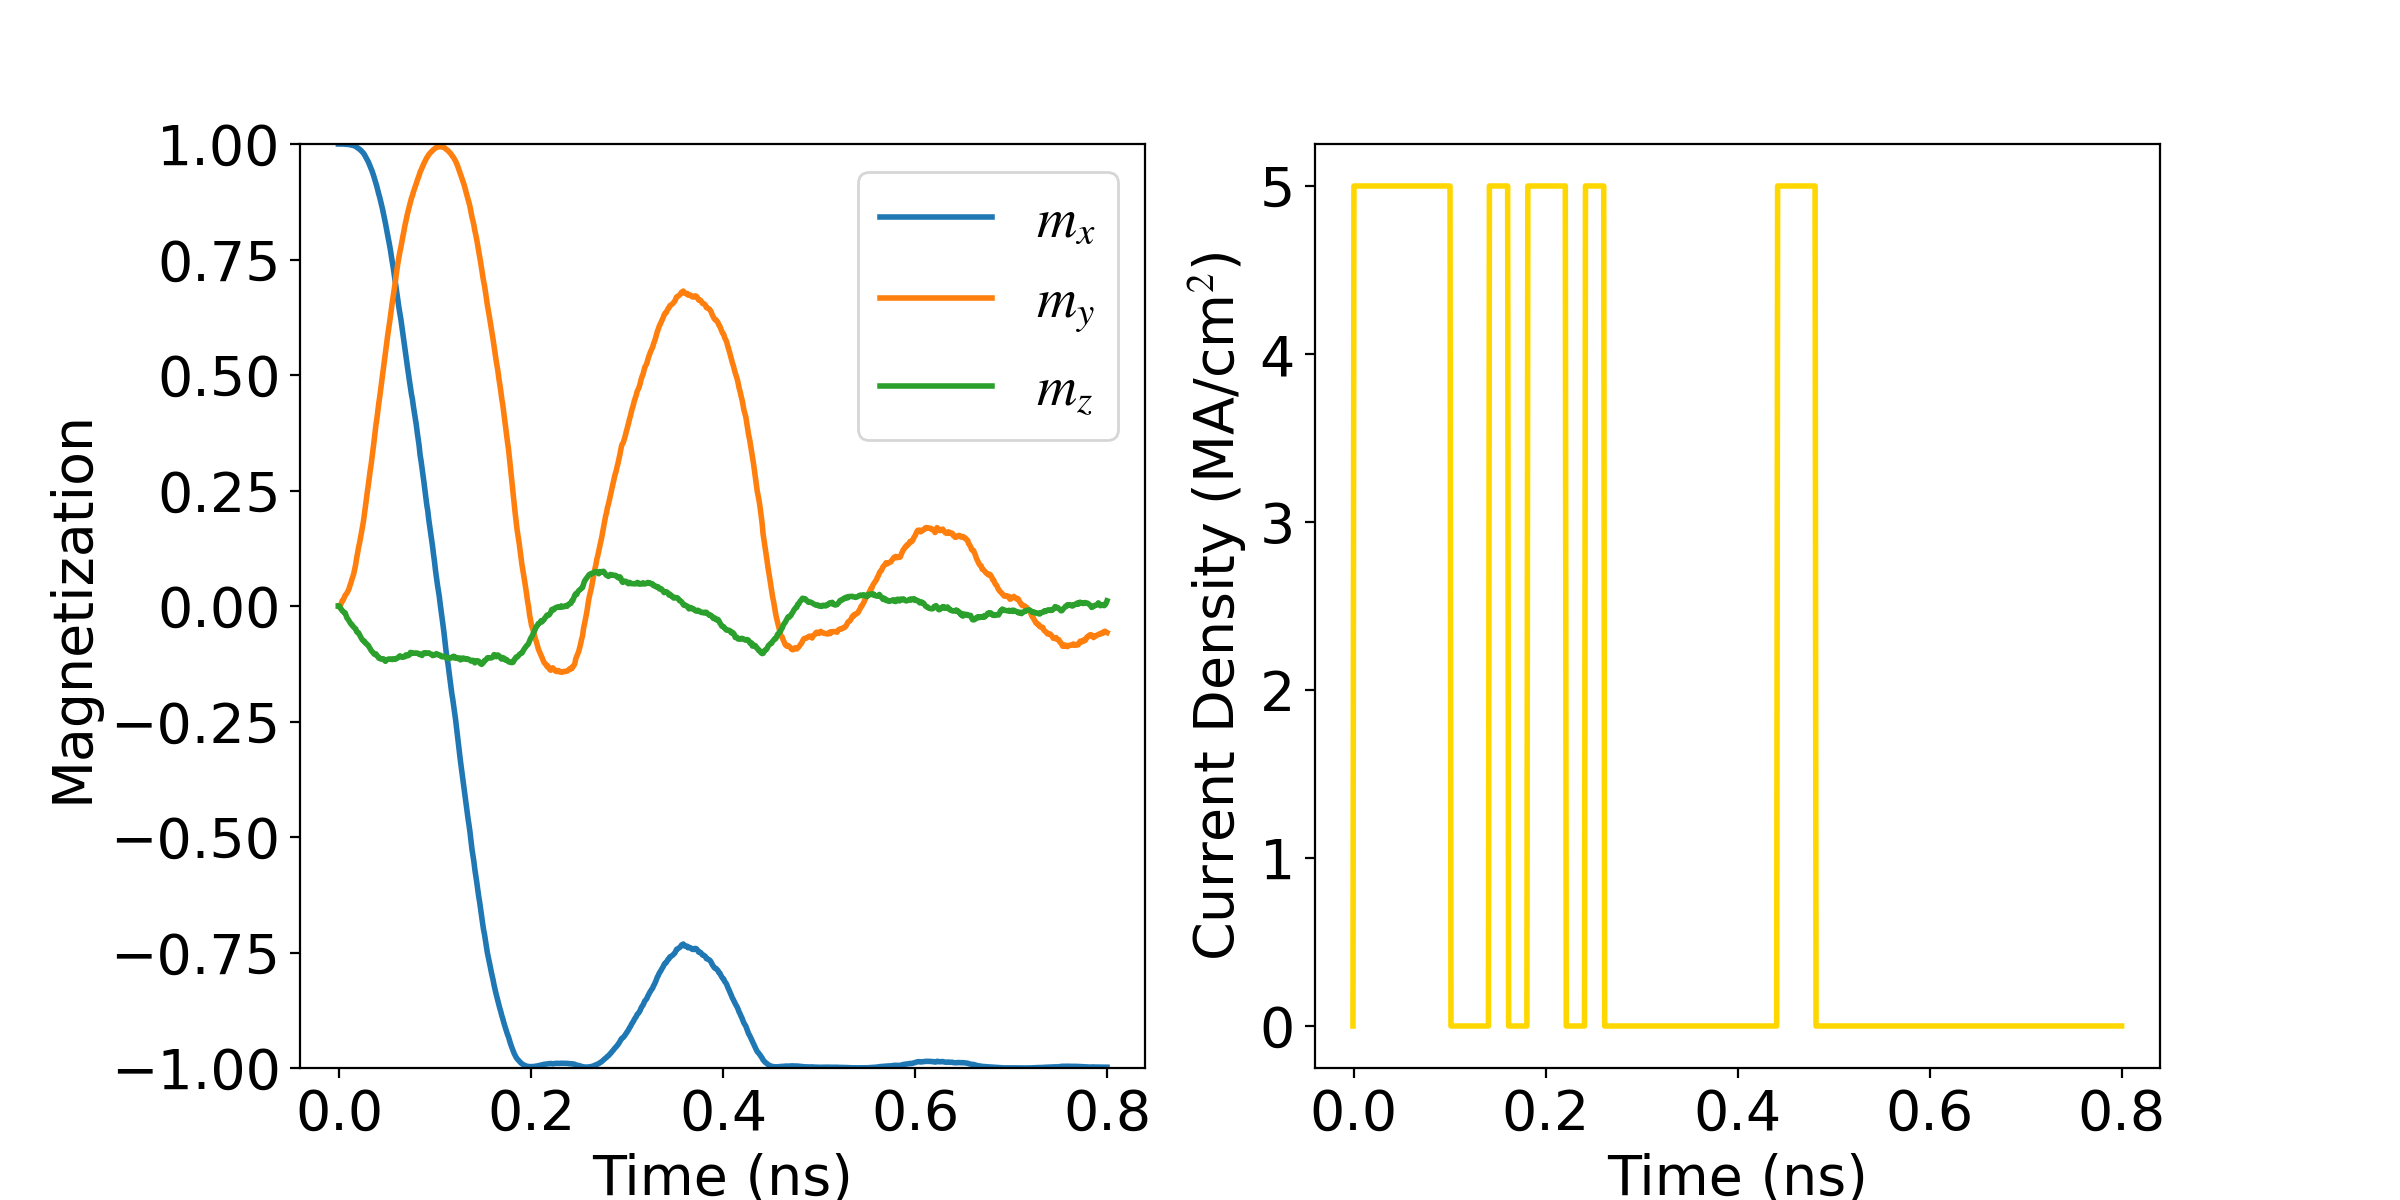 Magnetization
1.00
0.75
0.50
0.25
0.00
−0.25
−0.50
−0.75
−1.00
0.0 0.2 0.4 0.6 0.8
Time (ns)
m_x
m_y
m_z
Current Density (MA/cm²)
5
4
3
2
1
0
0.0 0.2 0.4 0.6 0.8
Time (ns)